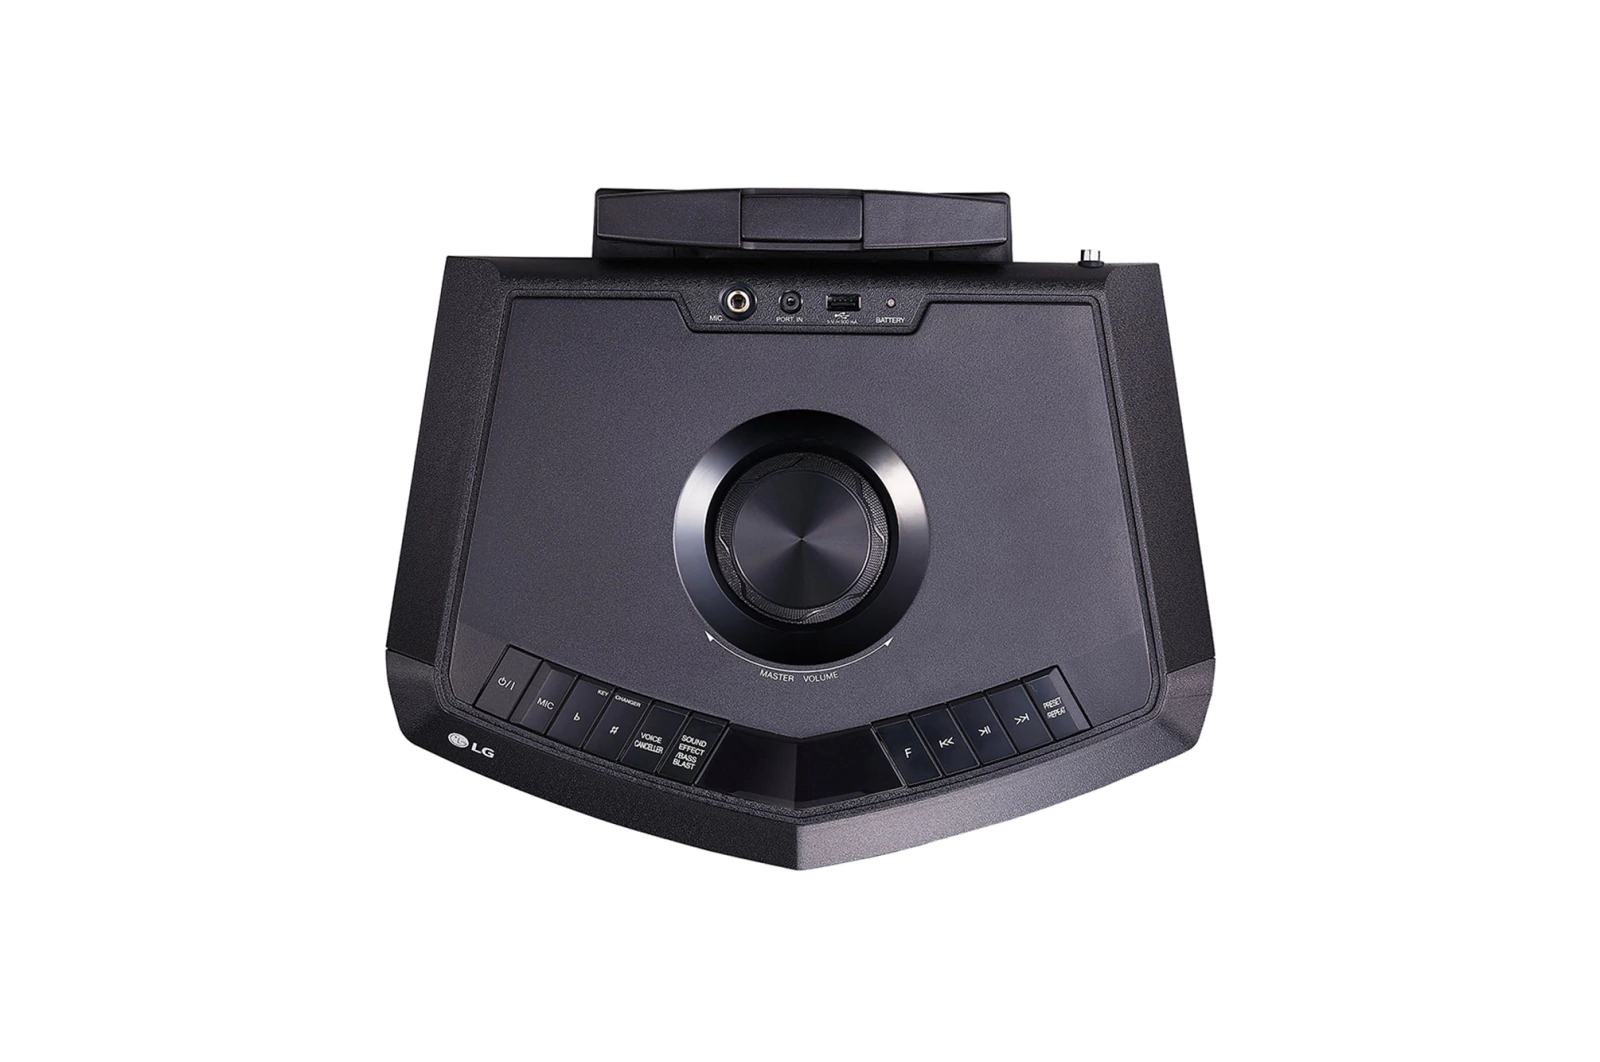 MIC
PORT. IN
5 V ⎓ 500 mA
BATTERY
MASTER VOLUME
⏻/I
MIC
KEY CHANGER
♭
♯
VOICE
CANCELLER
SOUND
EFFECT
/BASS
BLAST
F
PRESET
/REPEAT
LG